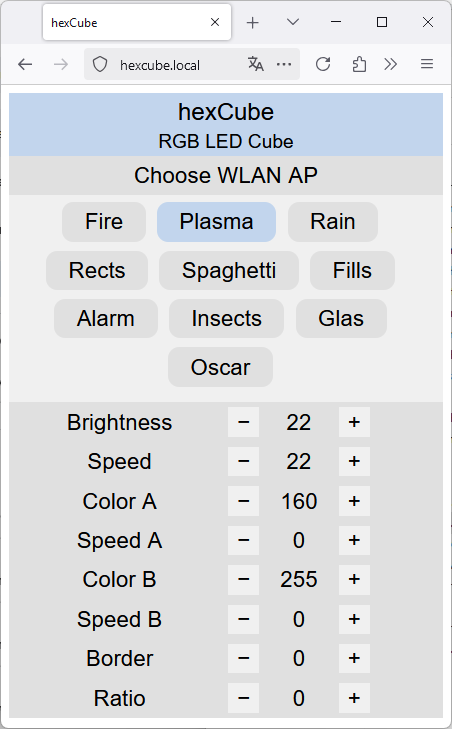 hexCube
hexcube.local
hexCube
RGB LED Cube
Choose WLAN AP
Fire Plasma Rain
Rects Spaghetti Fills
Alarm Insects Glas
Oscar
Brightness − 22 +
Speed − 22 +
Color A − 160 +
Speed A − 0 +
Color B − 255 +
Speed B − 0 +
Border − 0 +
Ratio − 0 +